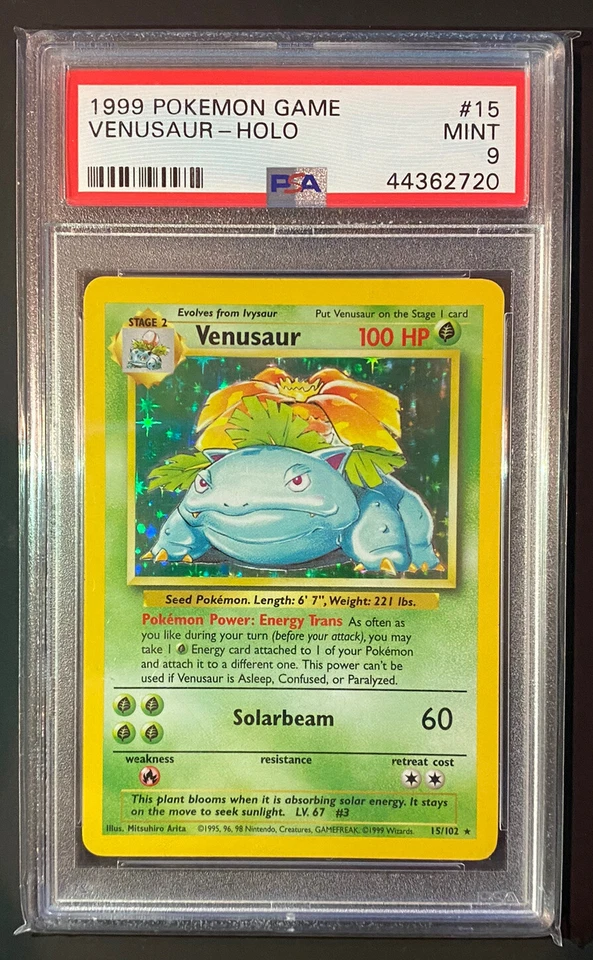 1999 POKEMON GAME #15
VENUSAUR - HOLO MINT
9
PSA 44362720
Evolves from Ivysaur Put Venusaur on the Stage 1 card
STAGE 2
Venusaur 100 HP
Seed Pokémon. Length: 6' 7", Weight: 221 lbs.
Pokémon Power: Energy Trans As often as
you like during your turn (before your attack), you may
take 1 Energy card attached to 1 of your Pokémon
and attach it to a different one. This power can't be
used if Venusaur is Asleep, Confused, or Paralyzed.
Solarbeam 60
weakness resistance retreat cost
This plant blooms when it is absorbing solar energy. It stays
on the move to seek sunlight. LV. 67 #3
Illus. Mitsuhiro Arita ©1995, 96, 98 Nintendo, Creatures, GAMEFREAK. ©1999 Wizards. 15/102 ★
PSA